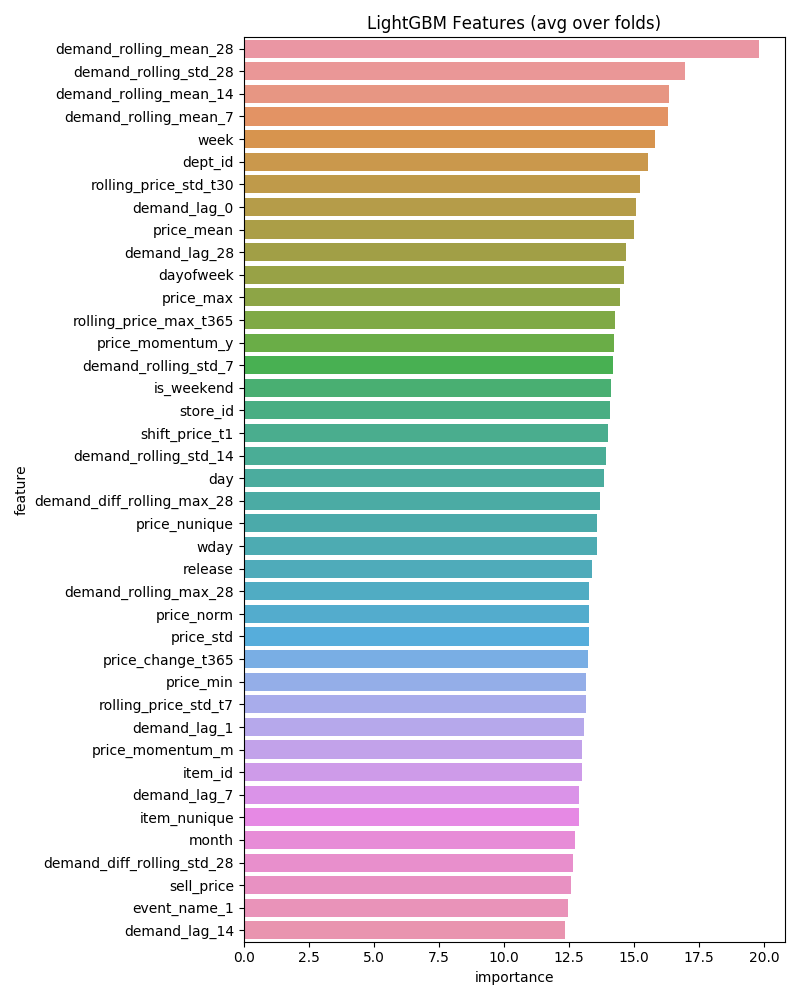 LightGBM Features (avg over folds)
demand_rolling_mean_28
demand_rolling_std_28
demand_rolling_mean_14
demand_rolling_mean_7
week
dept_id
rolling_price_std_t30
demand_lag_0
price_mean
demand_lag_28
dayofweek
price_max
rolling_price_max_t365
price_momentum_y
demand_rolling_std_7
is_weekend
store_id
shift_price_t1
demand_rolling_std_14
day
demand_diff_rolling_max_28
price_nunique
wday
release
demand_rolling_max_28
price_norm
price_std
price_change_t365
price_min
rolling_price_std_t7
demand_lag_1
price_momentum_m
item_id
demand_lag_7
item_nunique
month
demand_diff_rolling_std_28
sell_price
event_name_1
demand_lag_14
feature
0.0 2.5 5.0 7.5 10.0 12.5 15.0 17.5 20.0
importance